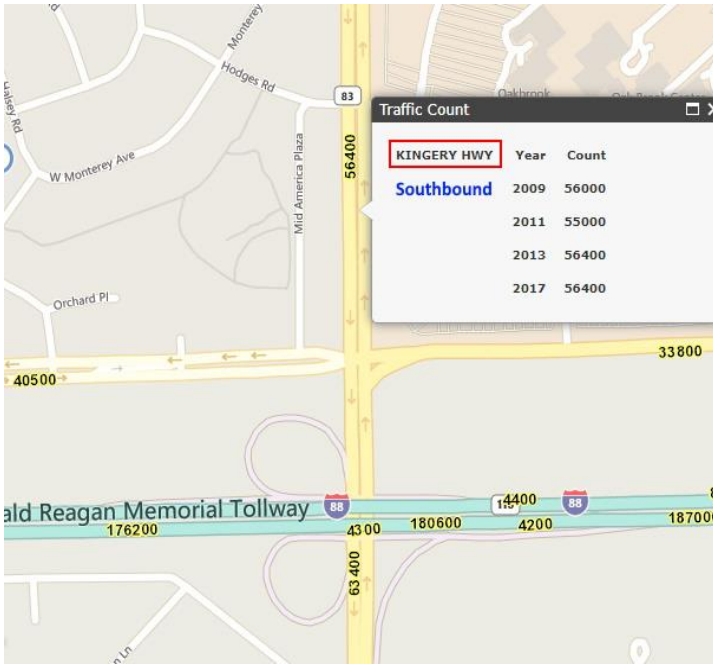 Monterey
Hodges Rd
Halsey Rd
83
Oakbrook
Traffic Count
KINGERY HWY Year Count
Southbound 2009 56000
2011 55000
2013 56400
2017 56400
56400
W Monterey Ave
Mid America Plaza
Orchard Pl
40500
33800
ald Reagan Memorial Tollway
88
4400
88
176200
4300
180600
4200
187000
63400
n Ln